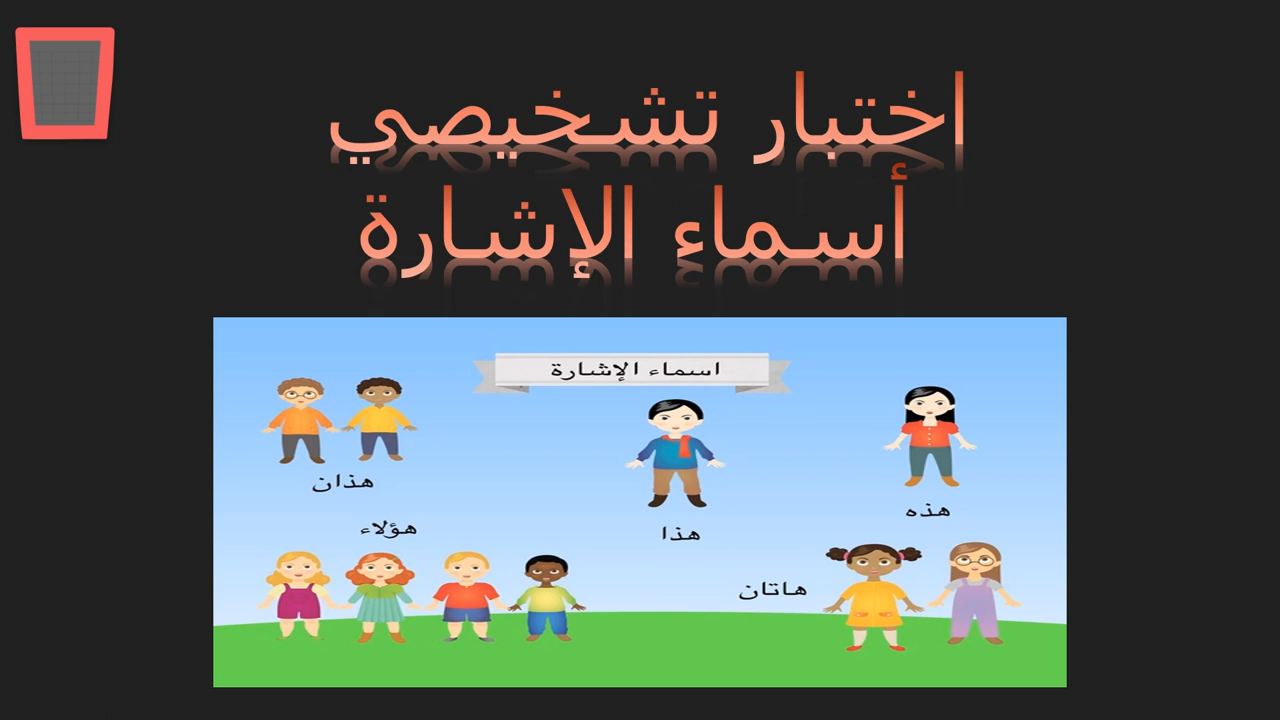 اختبار تشخيصي
أسماء الإشارة
اسماء الإشارة
هذه
هذا
هذان
هؤلاء
هاتان